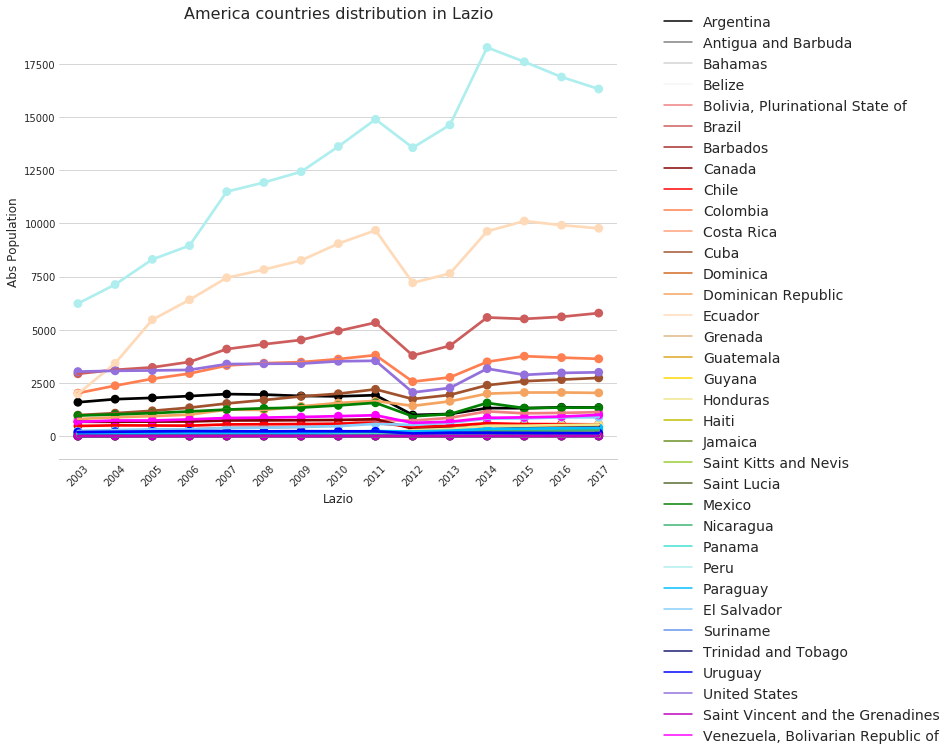 America countries distribution in Lazio
Abs Population
17500
15000
12500
10000
7500
5000
2500
0
2003
2004
2005
2006
2007
2008
2009
2010
2011
2012
2013
2014
2015
2016
2017
Lazio
Argentina
Antigua and Barbuda
Bahamas
Belize
Bolivia, Plurinational State of
Brazil
Barbados
Canada
Chile
Colombia
Costa Rica
Cuba
Dominica
Dominican Republic
Ecuador
Grenada
Guatemala
Guyana
Honduras
Haiti
Jamaica
Saint Kitts and Nevis
Saint Lucia
Mexico
Nicaragua
Panama
Peru
Paraguay
El Salvador
Suriname
Trinidad and Tobago
Uruguay
United States
Saint Vincent and the Grenadines
Venezuela, Bolivarian Republic of